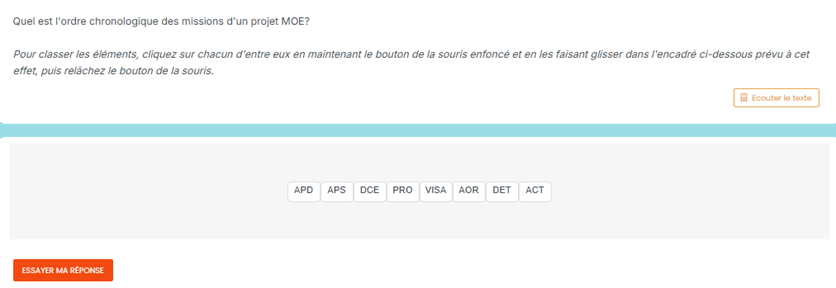 Quel est l'ordre chronologique des missions d'un projet MOE?
Pour classer les éléments, cliquez sur chacun d'entre eux en maintenant le bouton de la souris enfoncé et en les faisant glisser dans l'encadré ci-dessous prévu à cet
effet, puis relâchez le bouton de la souris.
Ecouter le texte
APD APS DCE PRO VISA AOR DET ACT
ESSAYER MA RÉPONSE